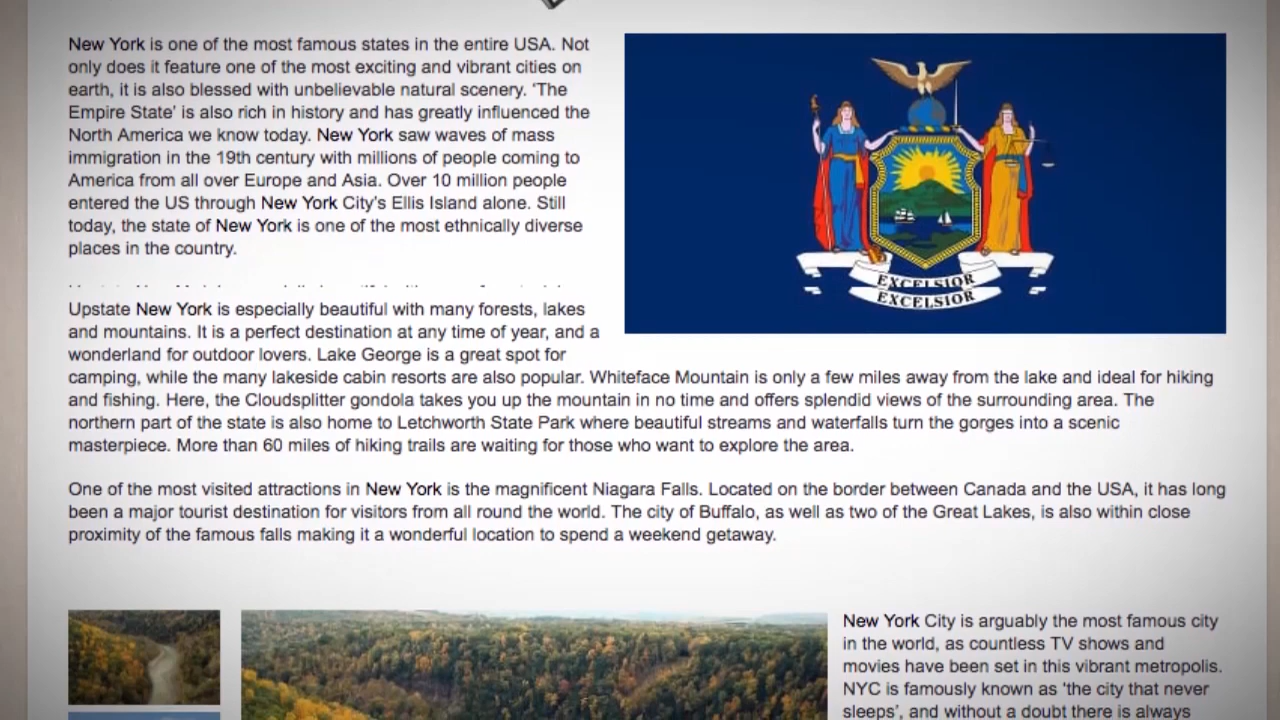 New York is one of the most famous states in the entire USA. Not
only does it feature one of the most exciting and vibrant cities on
earth, it is also blessed with unbelievable natural scenery. ‘The
Empire State’ is also rich in history and has greatly influenced the
North America we know today. New York saw waves of mass
immigration in the 19th century with millions of people coming to
America from all over Europe and Asia. Over 10 million people
entered the US through New York City's Ellis Island alone. Still
today, the state of New York is one of the most ethnically diverse
places in the country.
EXCELSIOR
EXCELSIOR
Upstate New York is especially beautiful with many forests, lakes
and mountains. It is a perfect destination at any time of year, and a
wonderland for outdoor lovers. Lake George is a great spot for
camping, while the many lakeside cabin resorts are also popular. Whiteface Mountain is only a few miles away from the lake and ideal for hiking
and fishing. Here, the Cloudsplitter gondola takes you up the mountain in no time and offers splendid views of the surrounding area. The
northern part of the state is also home to Letchworth State Park where beautiful streams and waterfalls turn the gorges into a scenic
masterpiece. More than 60 miles of hiking trails are waiting for those who want to explore the area.
One of the most visited attractions in New York is the magnificent Niagara Falls. Located on the border between Canada and the USA, it has long
been a major tourist destination for visitors from all round the world. The city of Buffalo, as well as two of the Great Lakes, is also within close
proximity of the famous falls making it a wonderful location to spend a weekend getaway.
New York City is arguably the most famous city
in the world, as countless TV shows and
movies have been set in this vibrant metropolis.
NYC is famously known as ‘the city that never
sleeps’, and without a doubt there is always